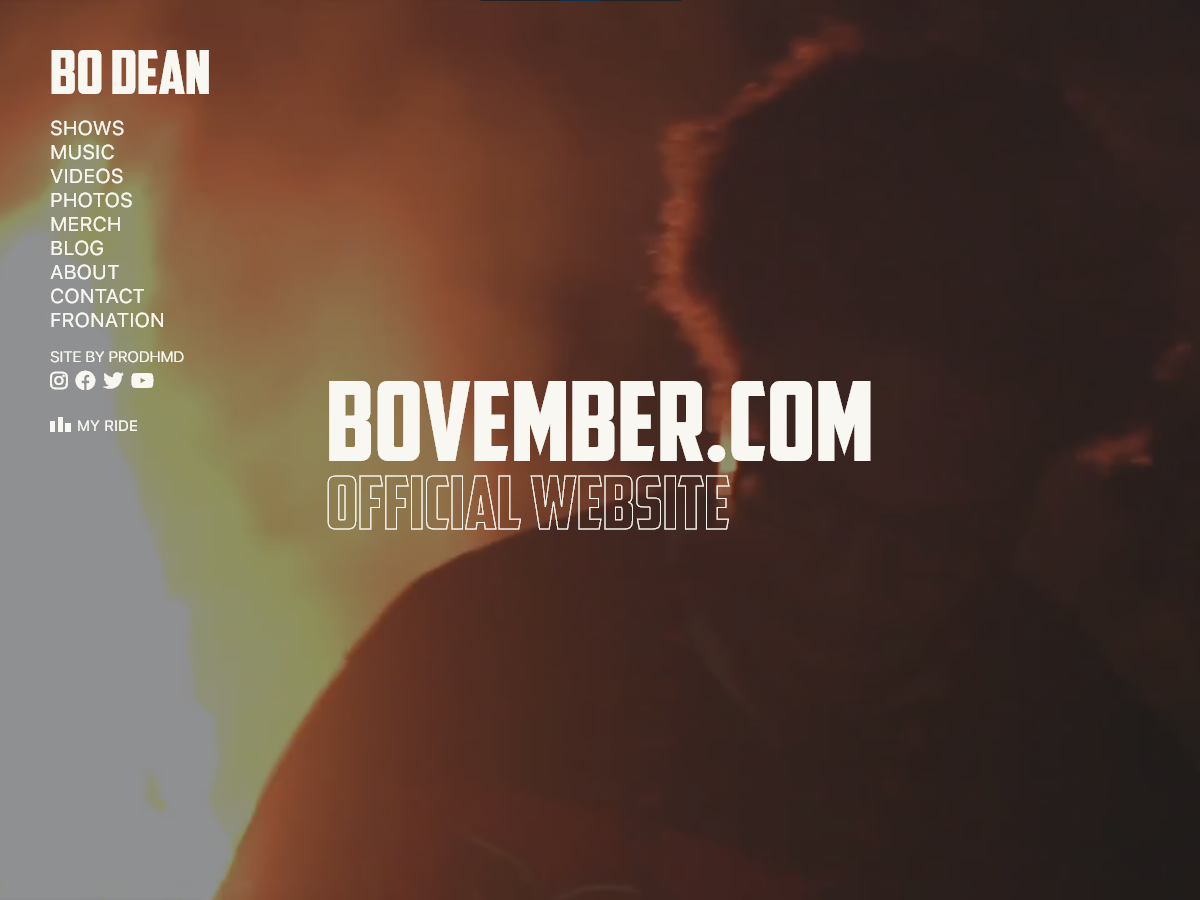 BO DEAN
SHOWS
MUSIC
VIDEOS
PHOTOS
MERCH
BLOG
ABOUT
CONTACT
FRONATION
SITE BY PRODHMD
MY RIDE
BOVEMBER.COM
OFFICIAL WEBSITE